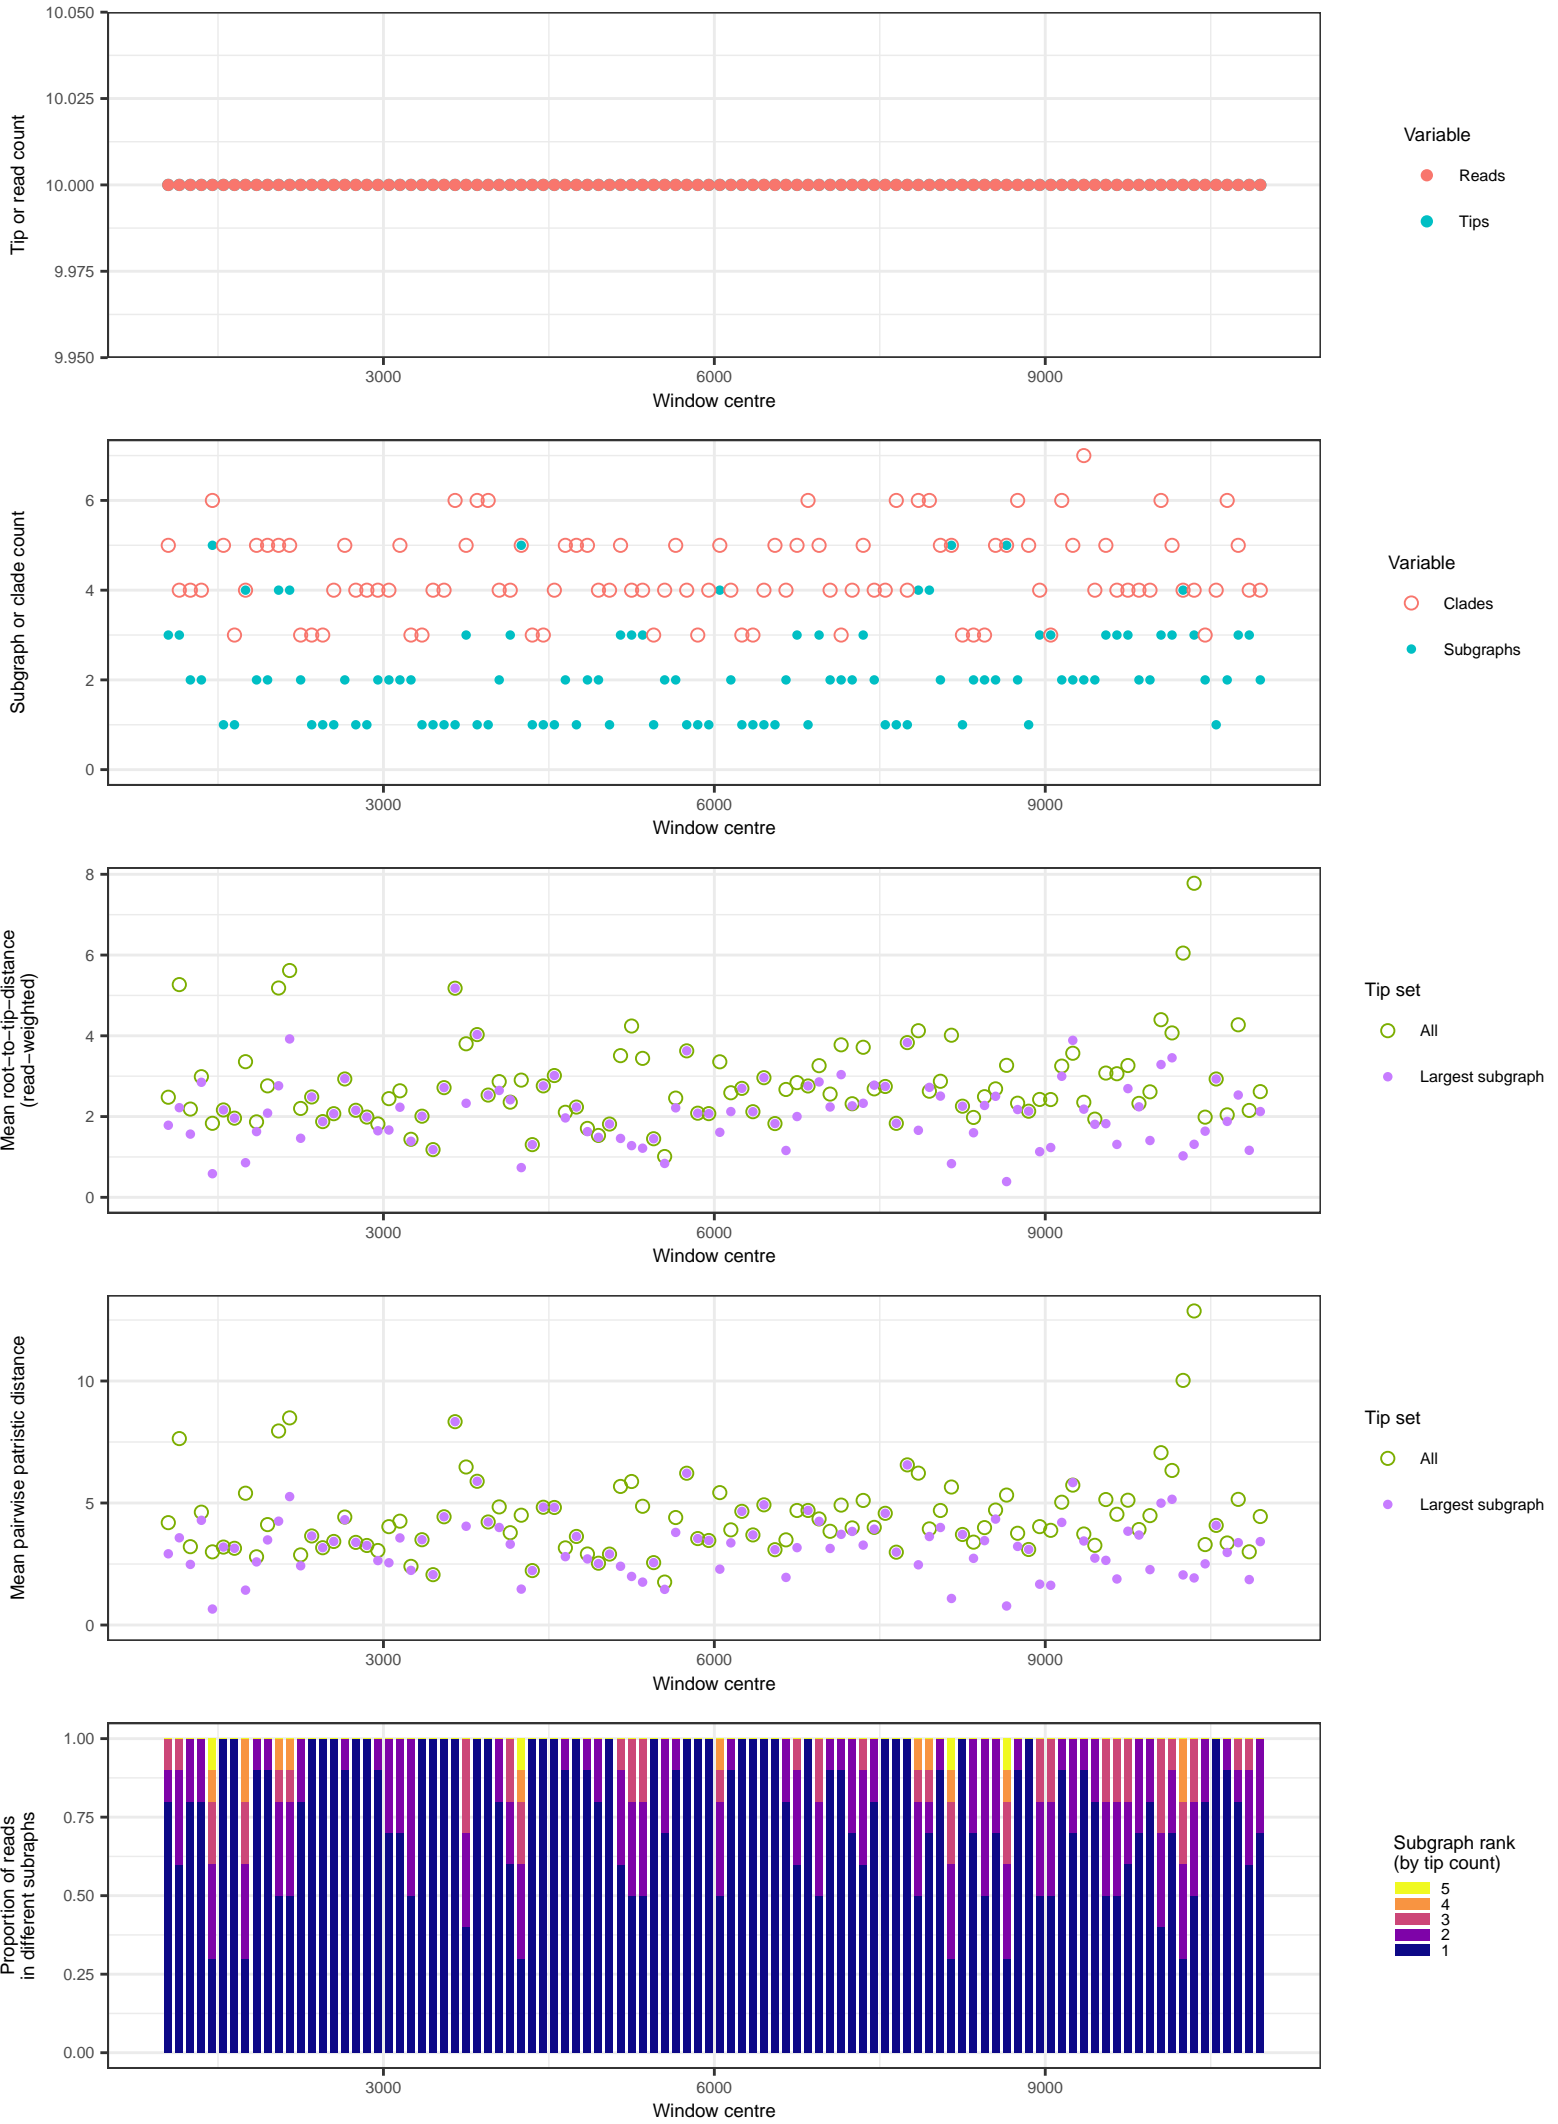 10.050
10.025
10.000
9.975
9.950
Tip or read count
3000 6000 9000
Window centre
Variable
Reads
Tips
6
4
2
0
Subgraph or clade count
3000 6000 9000
Window centre
Variable
Clades
Subgraphs
8
6
4
2
0
Mean root−to−tip−distance
(read−weighted)
3000 6000 9000
Window centre
Tip set
All
Largest subgraph
10
5
0
Mean pairwise patristic distance
3000 6000 9000
Window centre
Tip set
All
Largest subgraph
1.00
0.75
0.50
0.25
0.00
Proportion of reads
in different subraphs
3000 6000 9000
Window centre
Subgraph rank
(by tip count)
5
4
3
2
1